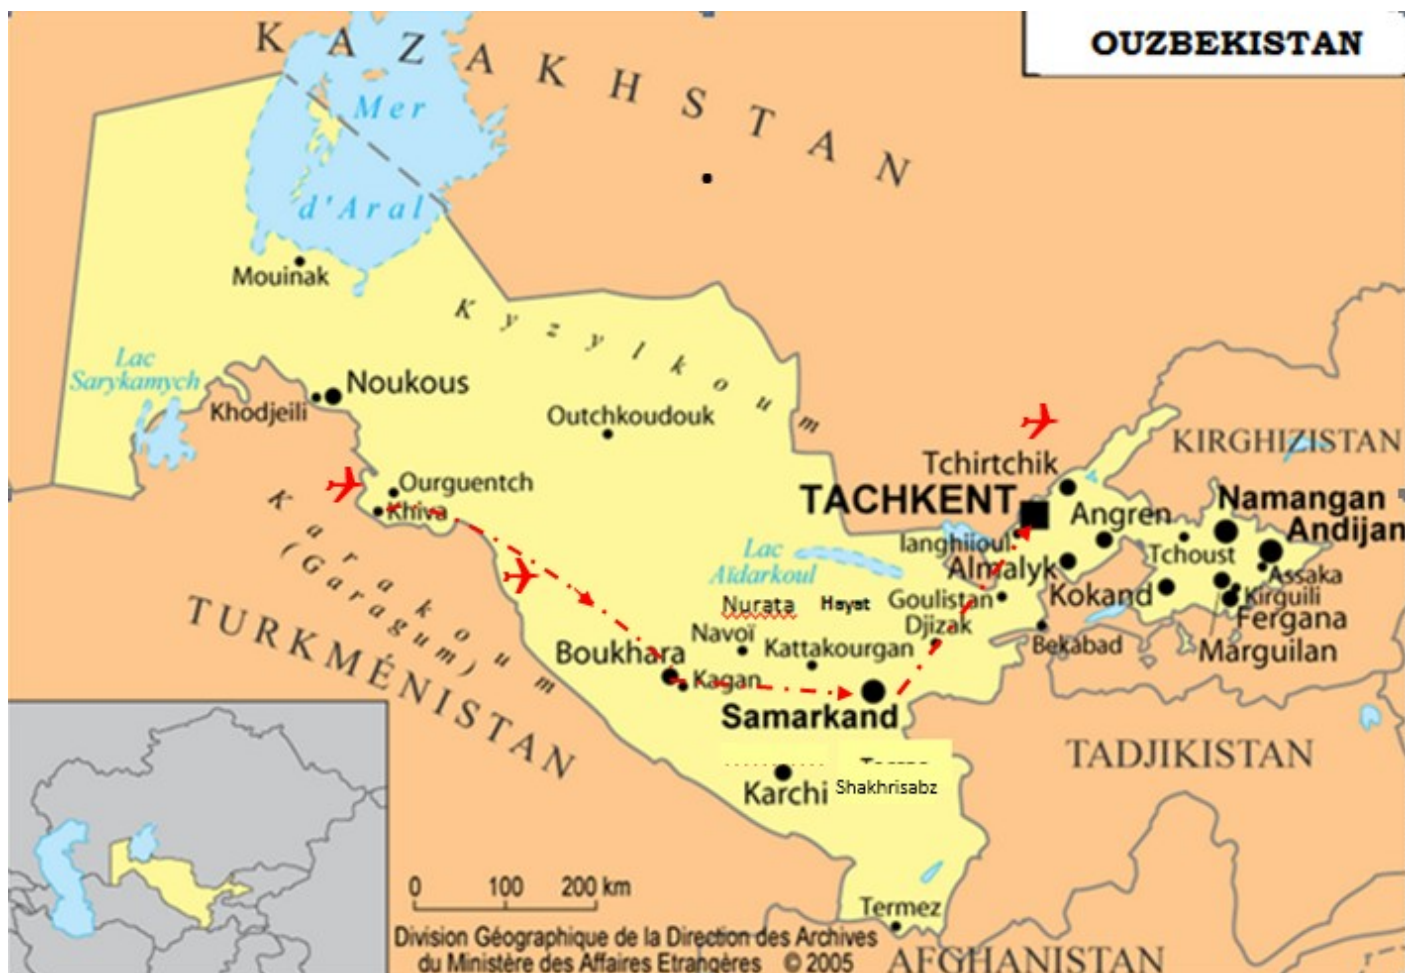 OUZBEKISTAN
KAZAKHSTAN
Mer
d'Aral
Mouinak
Kyzylkoum
Lac
Sarykamych
Noukous
Khodjeili
Outchkoudouk
KIRGHIZISTAN
Tchirtchik
Ourguentch
Khiva
TACHKENT
Namangan
Angren
Andijan
Ianghiioul
Tchoust
Karakoum
(Garagum)
Lac
Aïdarkoul
Almalyk
Assaka
Kokand
Kirguili
Nurata
Hayat
Goulistan
Fergana
TURKMÉNISTAN
Navoï
Djizak
Bekabad
Marguilan
Boukhara
Kattakourgan
Kagan
Samarkand
TADJIKISTAN
Karchi
Shakhrisabz
0 100 200 km
Termez
Division Géographique de la Direction des Archives
du Ministère des Affaires Etrangères © 2005
AFGHANISTAN